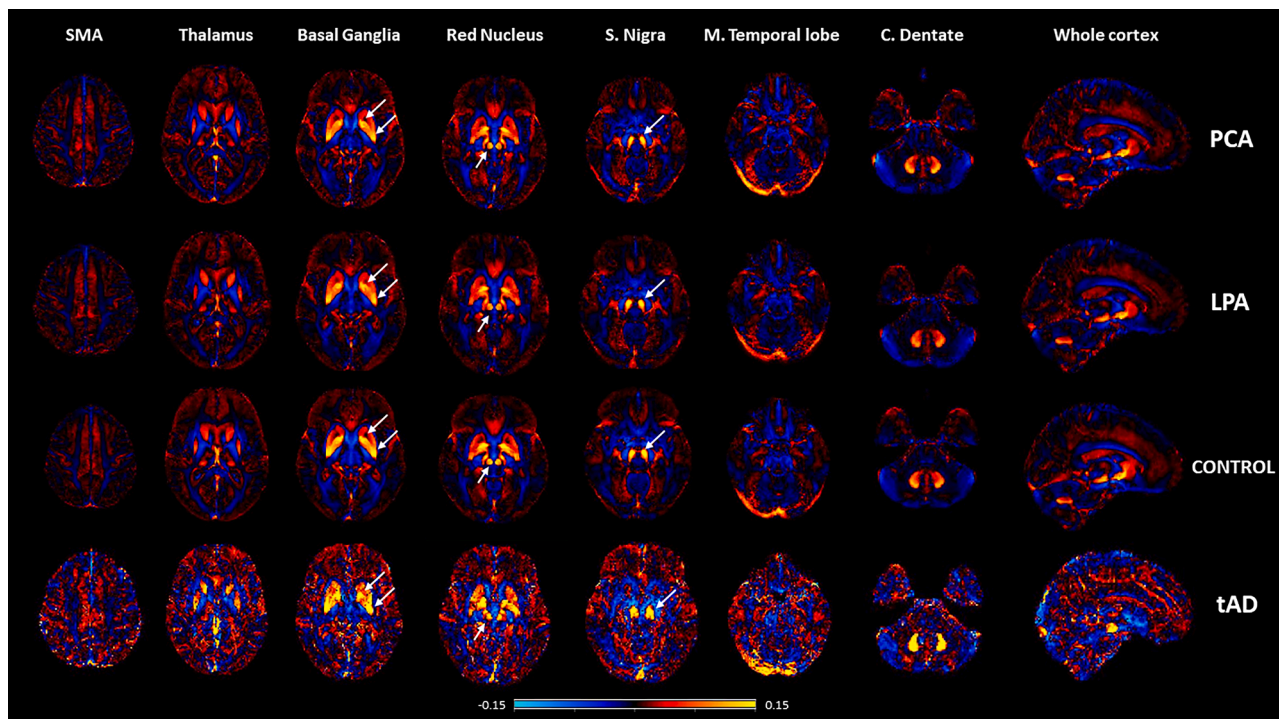 SMA Thalamus Basal Ganglia Red Nucleus S. Nigra M. Temporal lobe C. Dentate Whole cortex
PCA
LPA
CONTROL
tAD
-0.15 0.15